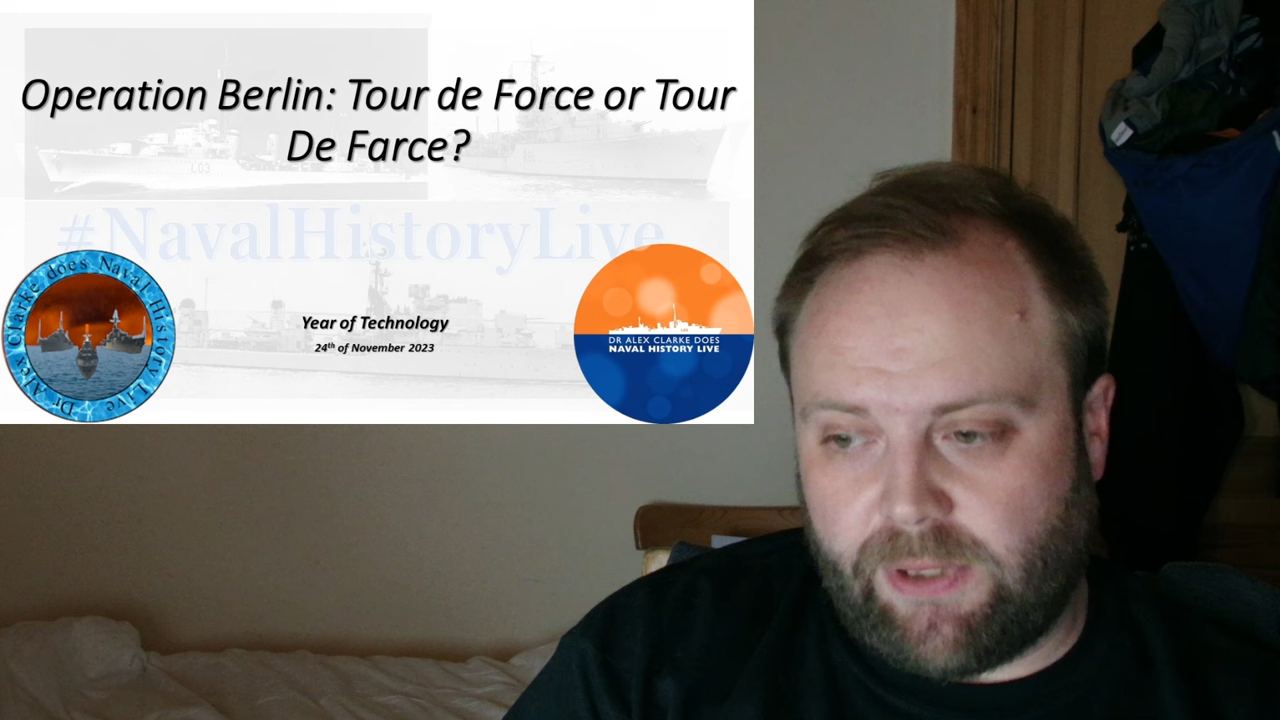 Operation Berlin: Tour de Force or Tour
De Farce?
#NavalHistoryLive
Dr Alex Clarke does Naval History Live
Year of Technology
24th of November 2023
DR ALEX CLARKE DOES
NAVAL HISTORY LIVE
L03